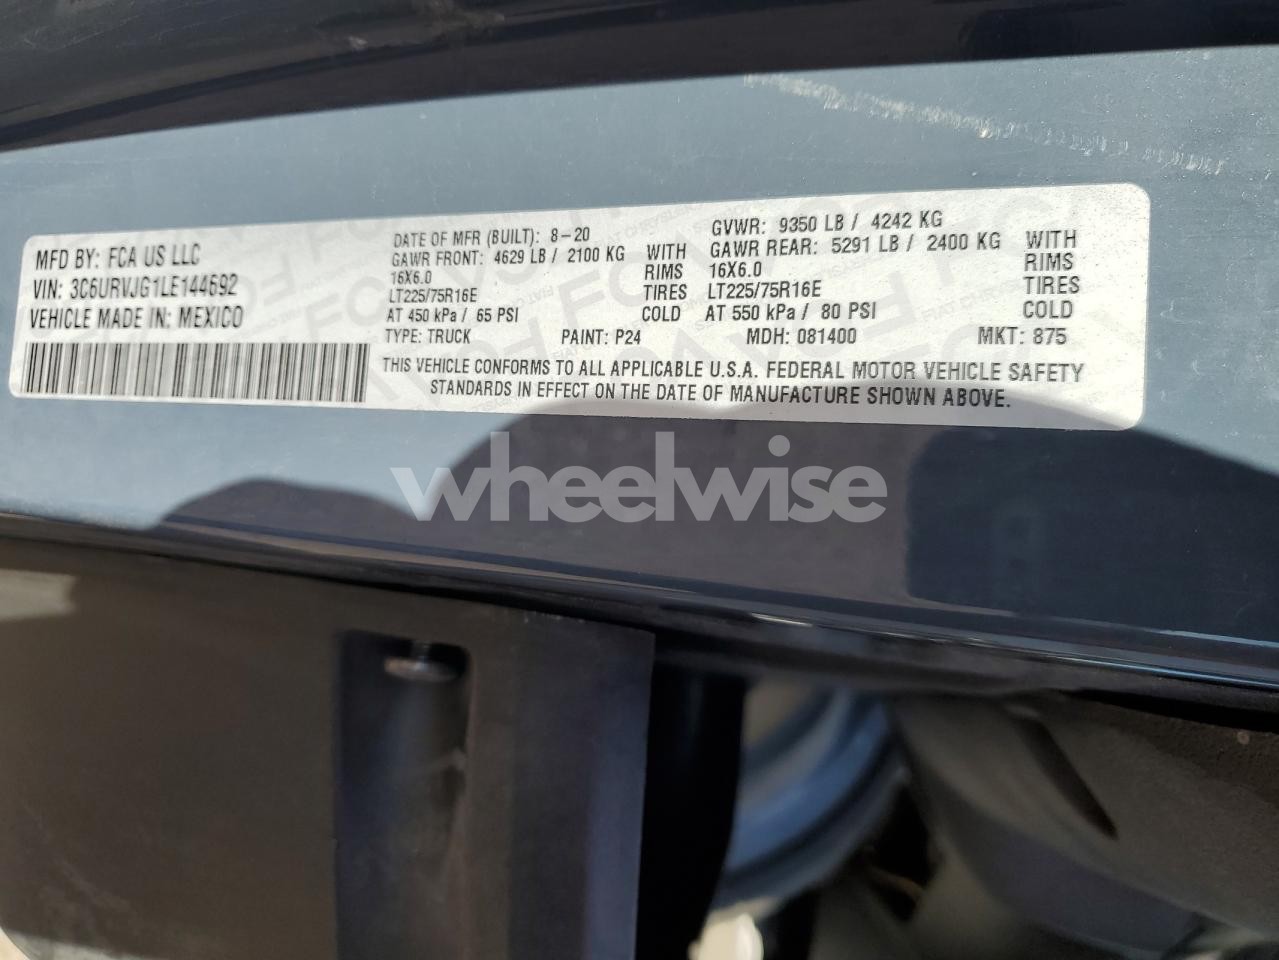 MFD BY: FCA US LLC
VIN: 3C6URVJG1LE144692
VEHICLE MADE IN: MEXICO
DATE OF MFR (BUILT): 8-20
GAWR FRONT: 4629 LB / 2100 KG WITH
16X6.0 RIMS
LT225/75R16E TIRES
AT 450 kPa / 65 PSI COLD
GVWR: 9350 LB / 4242 KG
GAWR REAR: 5291 LB / 2400 KG WITH
16X6.0 RIMS
LT225/75R16E TIRES
AT 550 kPa / 80 PSI COLD
TYPE: TRUCK PAINT: P24 MDH: 081400 MKT: 875
THIS VEHICLE CONFORMS TO ALL APPLICABLE U.S.A. FEDERAL MOTOR VEHICLE SAFETY
STANDARDS IN EFFECT ON THE DATE OF MANUFACTURE SHOWN ABOVE.
wheelwise